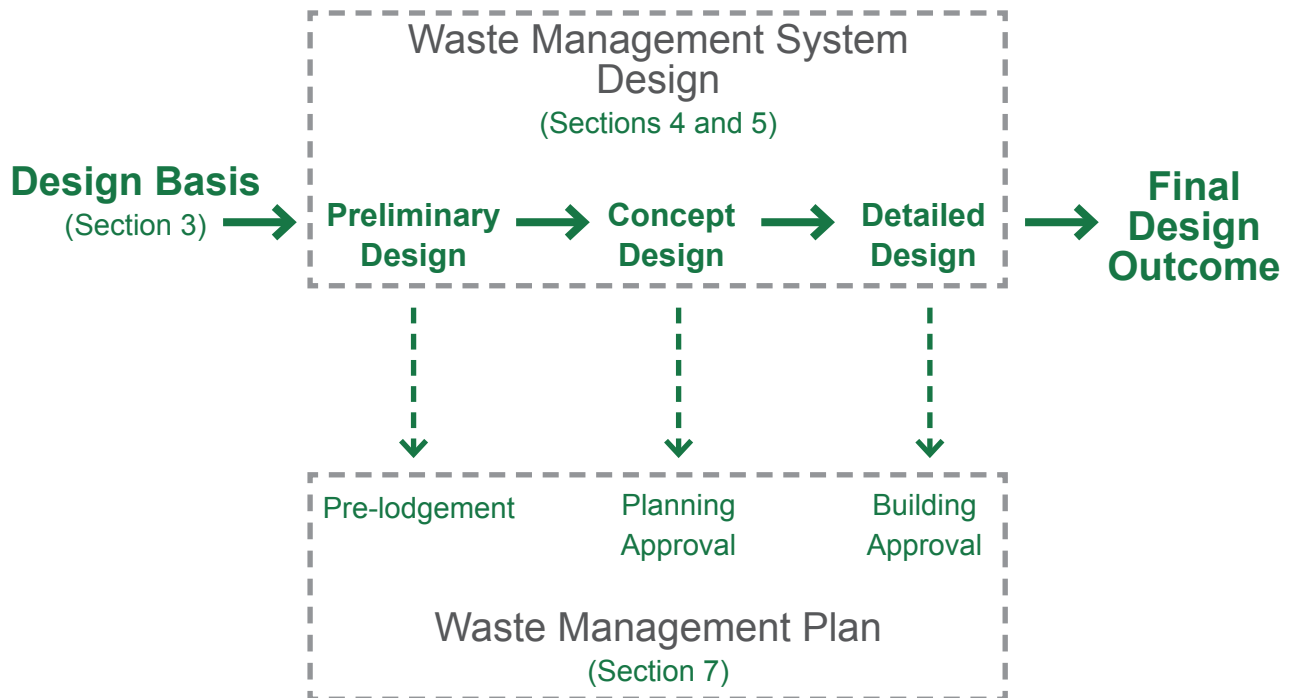 Waste Management System
Design
(Sections 4 and 5)
Design Basis
(Section 3)
Preliminary
Design
Concept
Design
Detailed
Design
Final
Design
Outcome
Pre-lodgement
Planning
Approval
Building
Approval
Waste Management Plan
(Section 7)